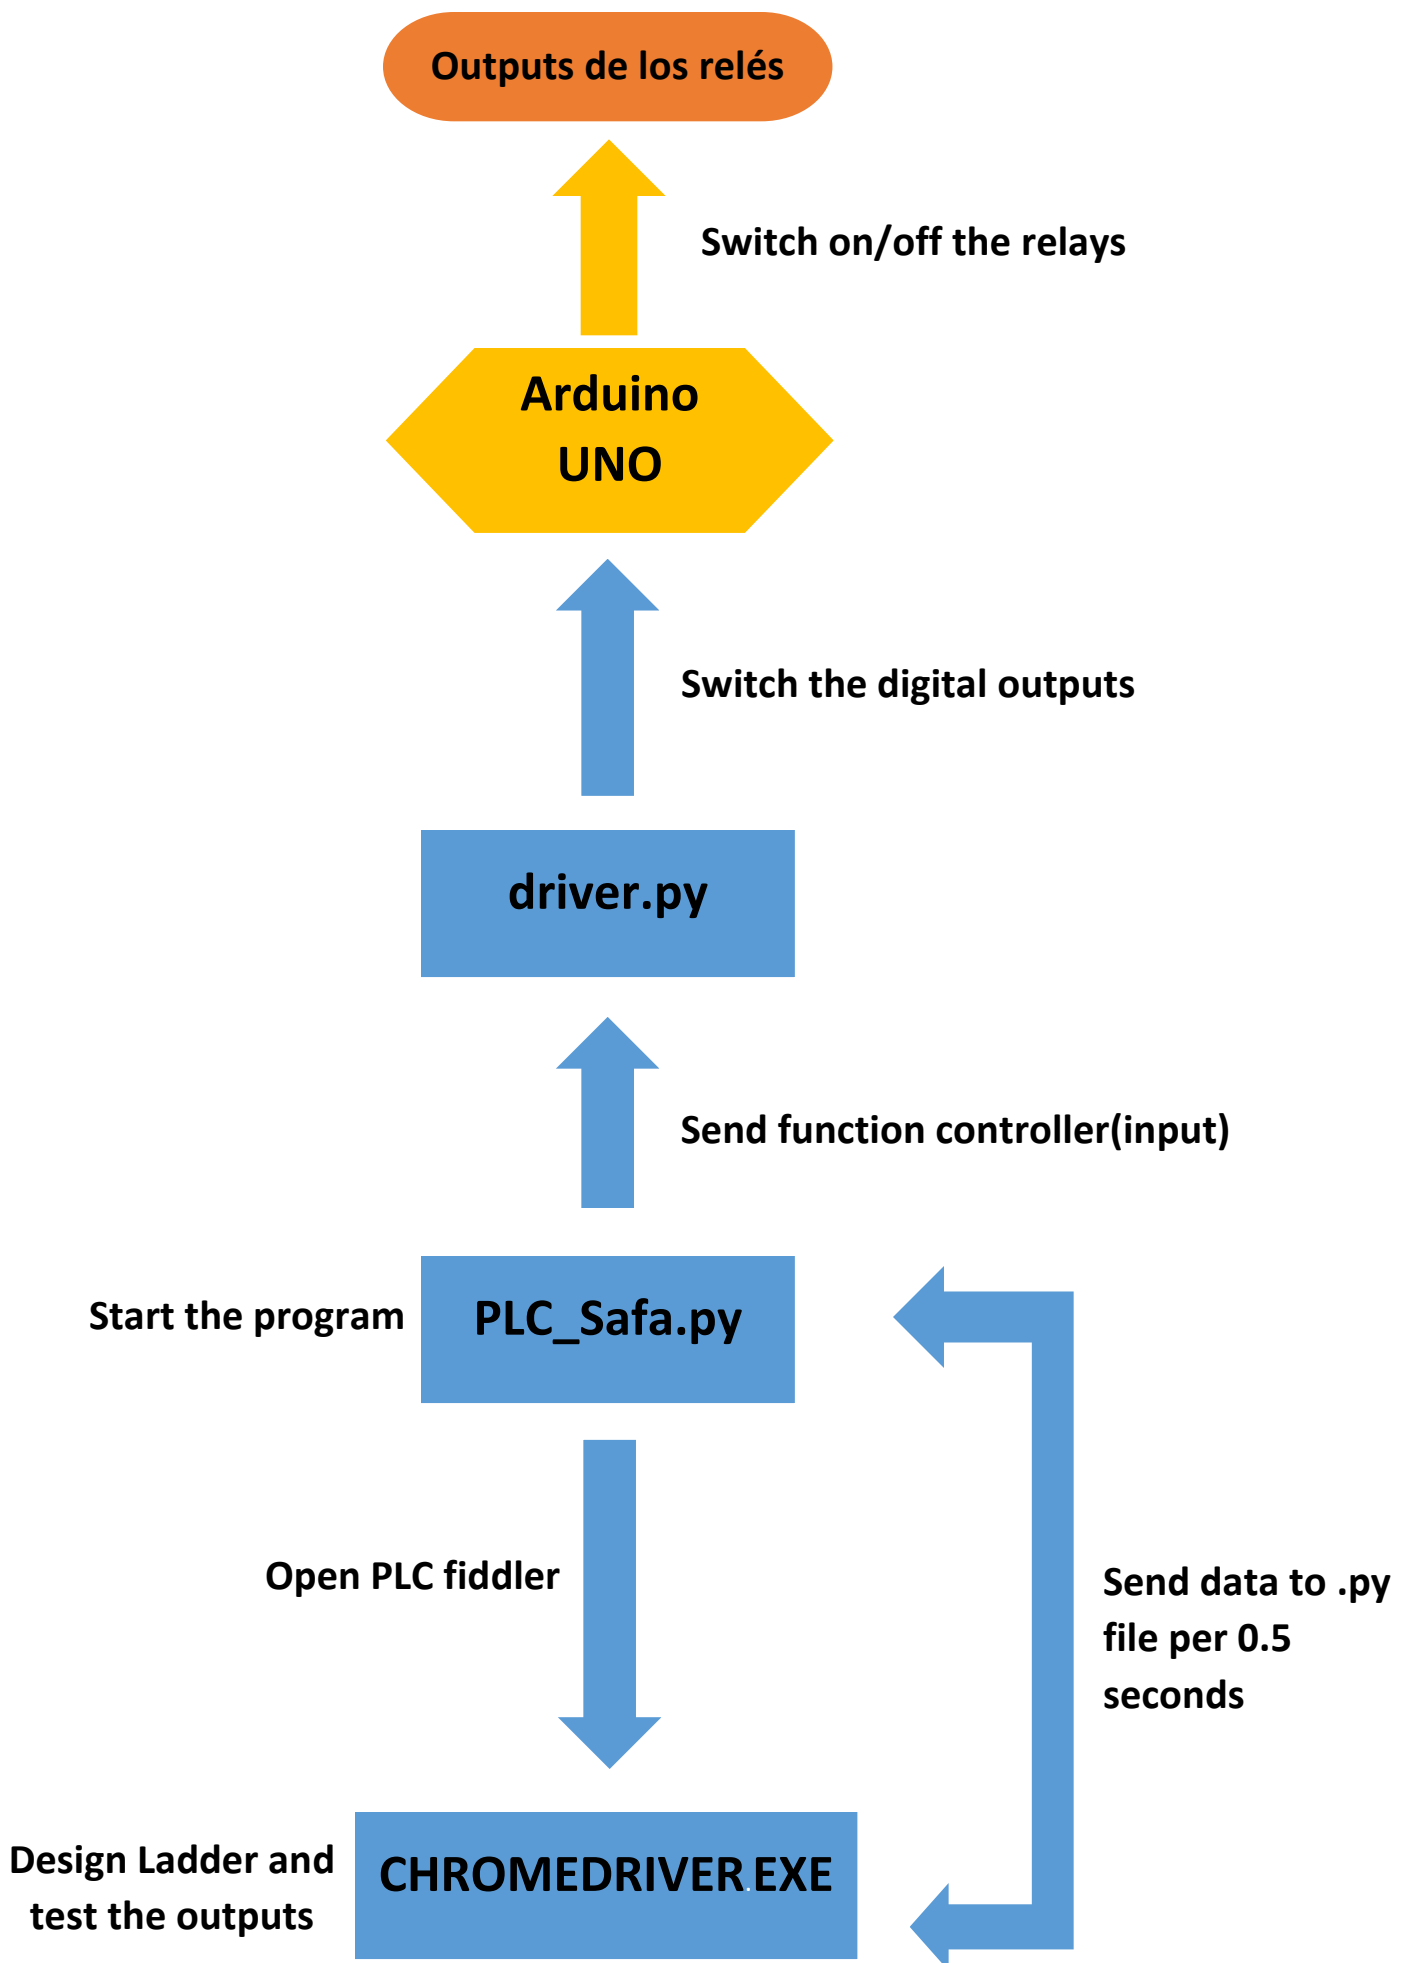 Outputs de los relés
Switch on/off the relays
Arduino
UNO
Switch the digital outputs
driver.py
Send function controller(input)
Start the program
PLC_Safa.py
Open PLC fiddler
Send data to .py
file per 0.5
seconds
Design Ladder and
test the outputs
CHROMEDRIVER.EXE